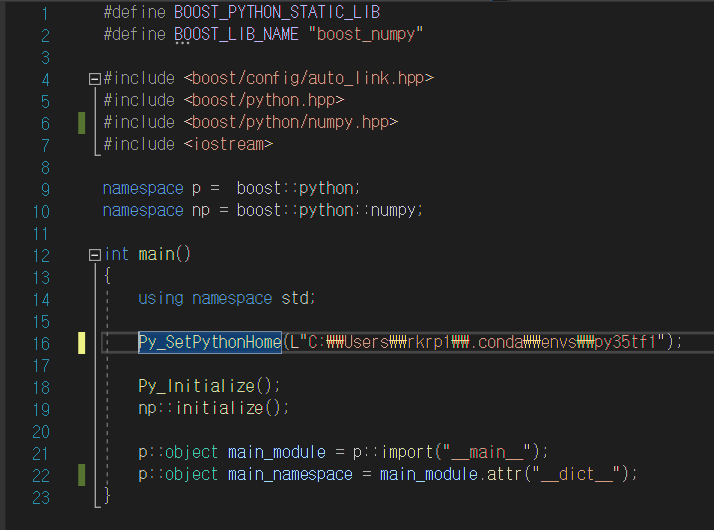 1 #define BOOST_PYTHON_STATIC_LIB
2 #define BOOST_LIB_NAME "boost_numpy"
3
4 #include <boost/config/auto_link.hpp>
5 #include <boost/python.hpp>
6 #include <boost/python/numpy.hpp>
7 #include <iostream>
8
9 namespace p =  boost::python;
10 namespace np = boost::python::numpy;
11
12 int main()
13 {
14     using namespace std;
15
16     Py_SetPythonHome(L"C:₩₩Users₩₩rkrp1₩₩.conda₩₩envs₩₩py35tf1");
17
18     Py_Initialize();
19     np::initialize();
20
21     p::object main_module = p::import("__main__");
22     p::object main_namespace = main_module.attr("__dict__");
23 }